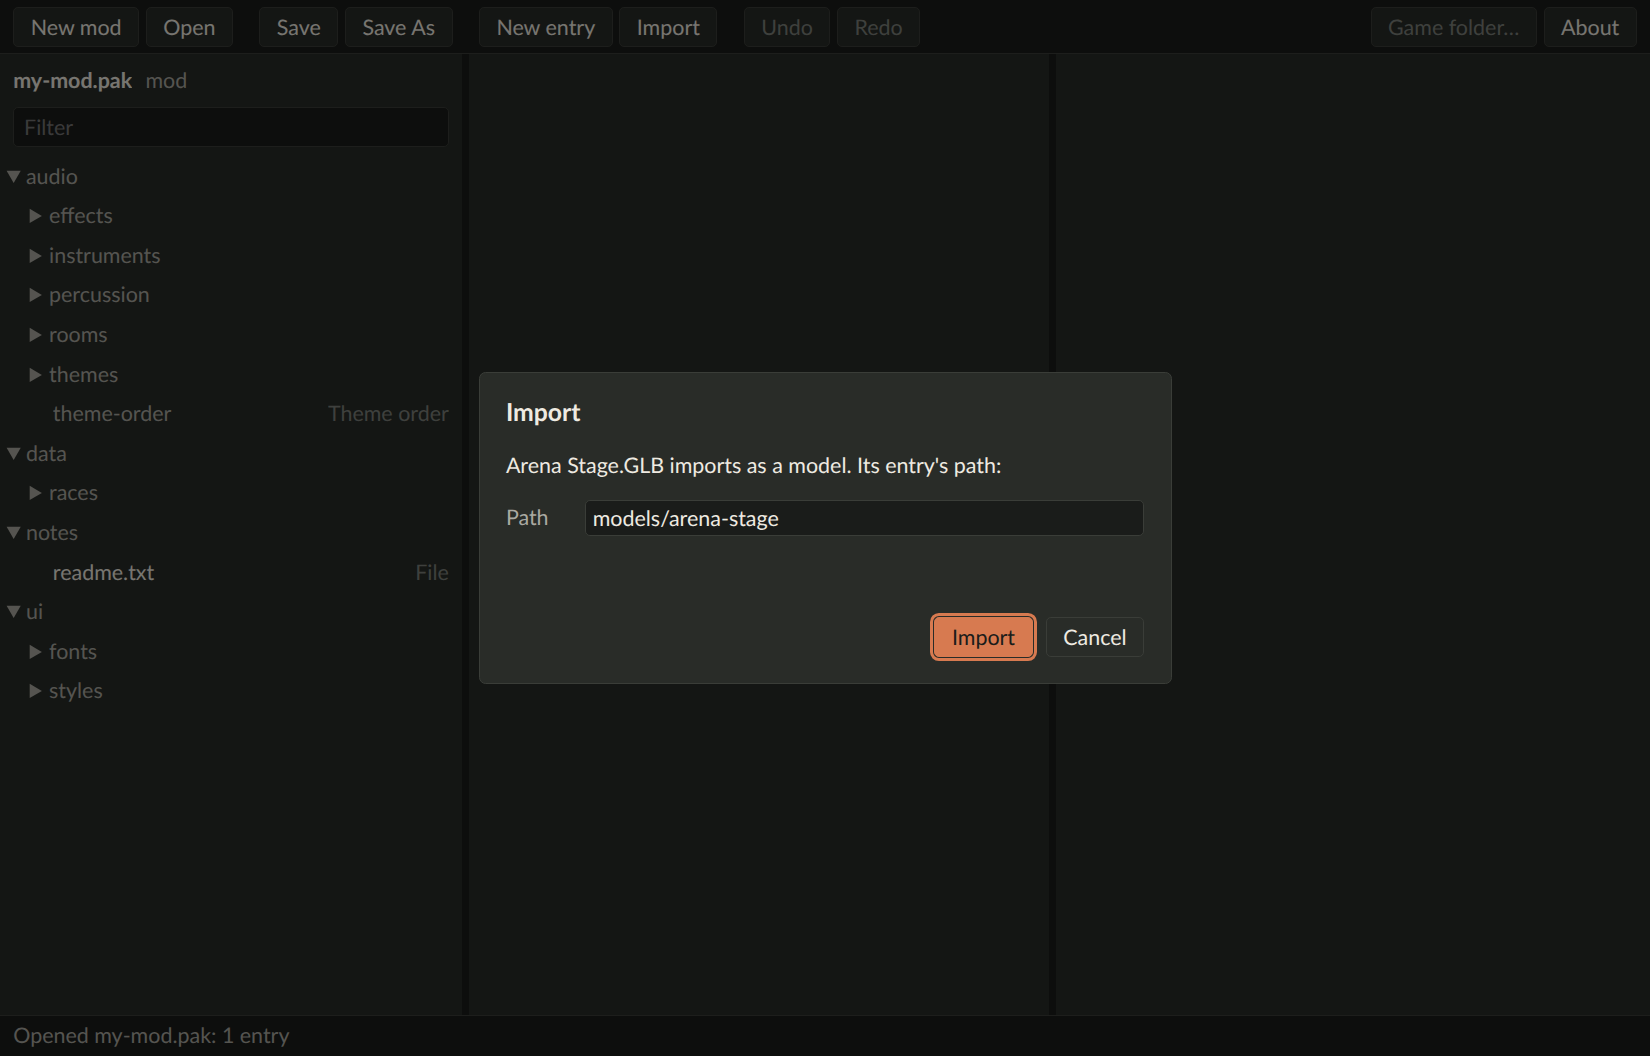 New mod Open Save Save As New entry Import Undo Redo Game folder... About
my-mod.pak mod
Filter
audio
effects
instruments
percussion
rooms
themes
theme-order Theme order
data
races
notes
readme.txt File
ui
fonts
styles
Import
Arena Stage.GLB imports as a model. Its entry's path:
Path models/arena-stage
Import Cancel
Opened my-mod.pak: 1 entry